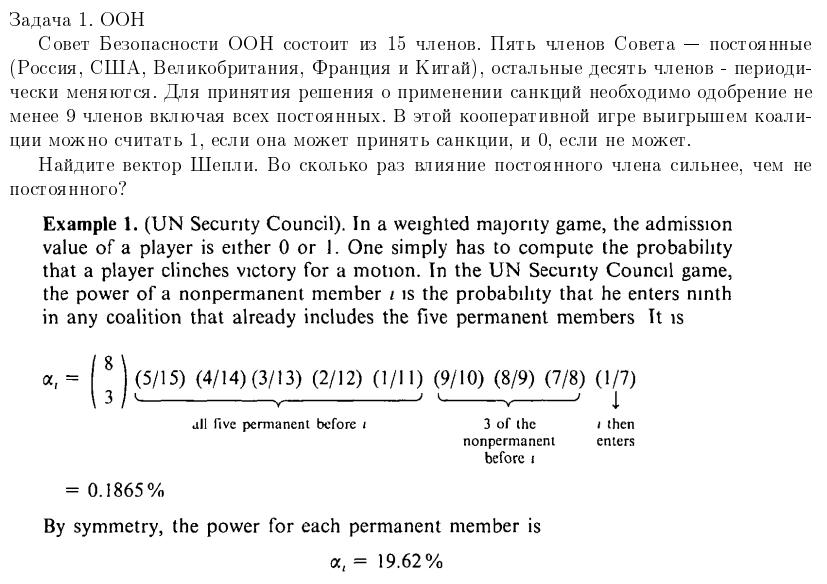 Задача 1. ООН
Совет Безопасности ООН состоит из 15 членов. Пять членов Совета — постоянные
(Россия, США, Великобритания, Франция и Китай), остальные десять членов - периоди-
чески меняются. Для принятия решения о применении санкций необходимо одобрение не
менее 9 членов включая всех постоянных. В этой кооперативной игре выигрышем коали-
ции можно считать 1, если она может принять санкции, и 0, если не может.
Найдите вектор Шепли. Во сколько раз влияние постоянного члена сильнее, чем не
постоянного?
Example 1. (UN Security Council). In a weighted majority game, the admission
value of a player is either 0 or 1. One simply has to compute the probability
that a player clinches victory for a motion. In the UN Security Council game,
the power of a nonpermanent member ı is the probability that he enters ninth
in any coalition that already includes the five permanent members It is
αı = (8 3) (5/15) (4/14) (3/13) (2/12) (1/11) (9/10) (8/9) (7/8) (1/7)
all five permanent before ı
3 of the
nonpermanent
before ı
ı then
enters
= 0.1865%
By symmetry, the power for each permanent member is
αı = 19.62%